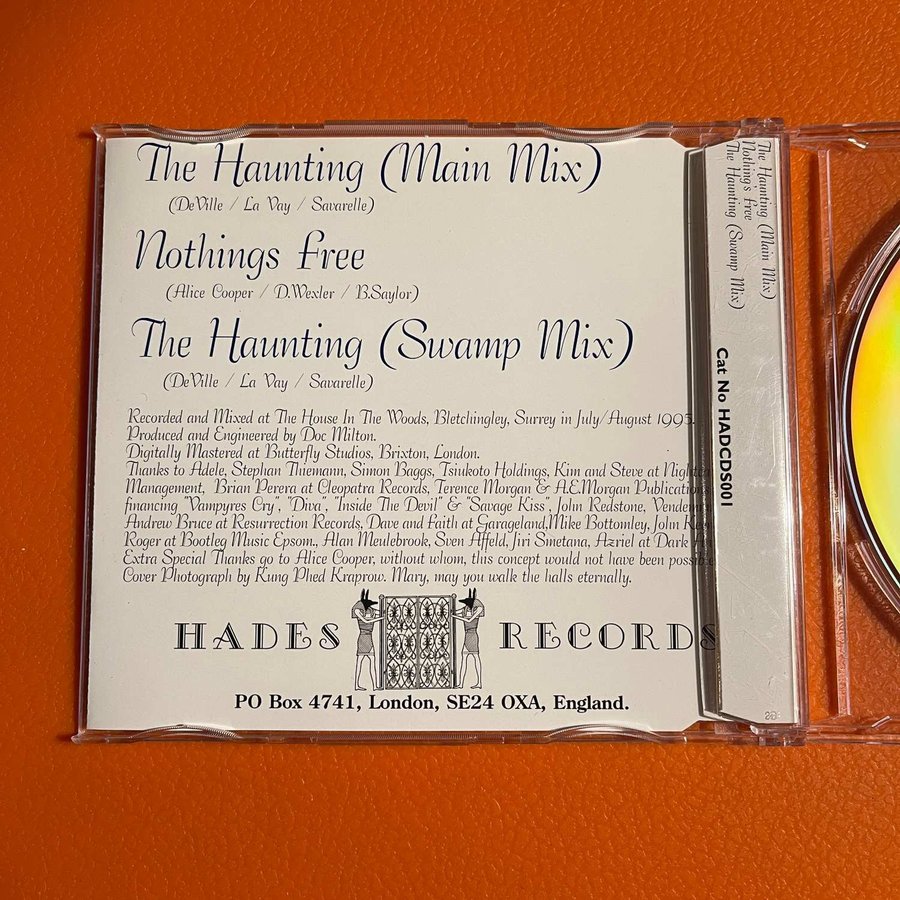 The Haunting (Main Mix)
(DeVille / La Vay / Savarelle)
Nothings Free
(Alice Cooper / D.Wexler / B.Saylor)
The Haunting (Swamp Mix)
(DeVille / La Vay / Savarelle)
Recorded and Mixed at The House In The Woods, Bletchingley, Surrey in July/August 1995.
Produced and Engineered by Doc Milton.
Digitally Mastered at Butterfly Studios, Brixton, London.
Thanks to Adele, Stephan Thiemann, Simon Baggs, Tsiukoto Holdings, Kim and Steve at
Management, Brian Perera at Cleopatra Records, Terence Morgan & A.E.Morgan Publications
financing "Vampyres Cry", "Diva", "Inside The Devil" & "Savage Kiss", John Redstone,
Andrew Bruce at Resurrection Records, Dave and Faith at Garageland,Mike Bottomley, John
Roger at Bootleg Music Epsom., Alan Meulebrook, Sven Affeld, Jiri Smetana, Azriel at Dark
Extra Special Thanks go to Alice Cooper, without whom, this concept would not have been possible
Cover Photograph by Kung Phed Kraprow. Mary, may you walk the halls eternally.
HADES RECORDS
PO Box 4741, London, SE24 OXA, England.
The Haunting (Main Mix)
Nothing's Free
The Haunting (Swamp Mix)
Cat No HADCDS001